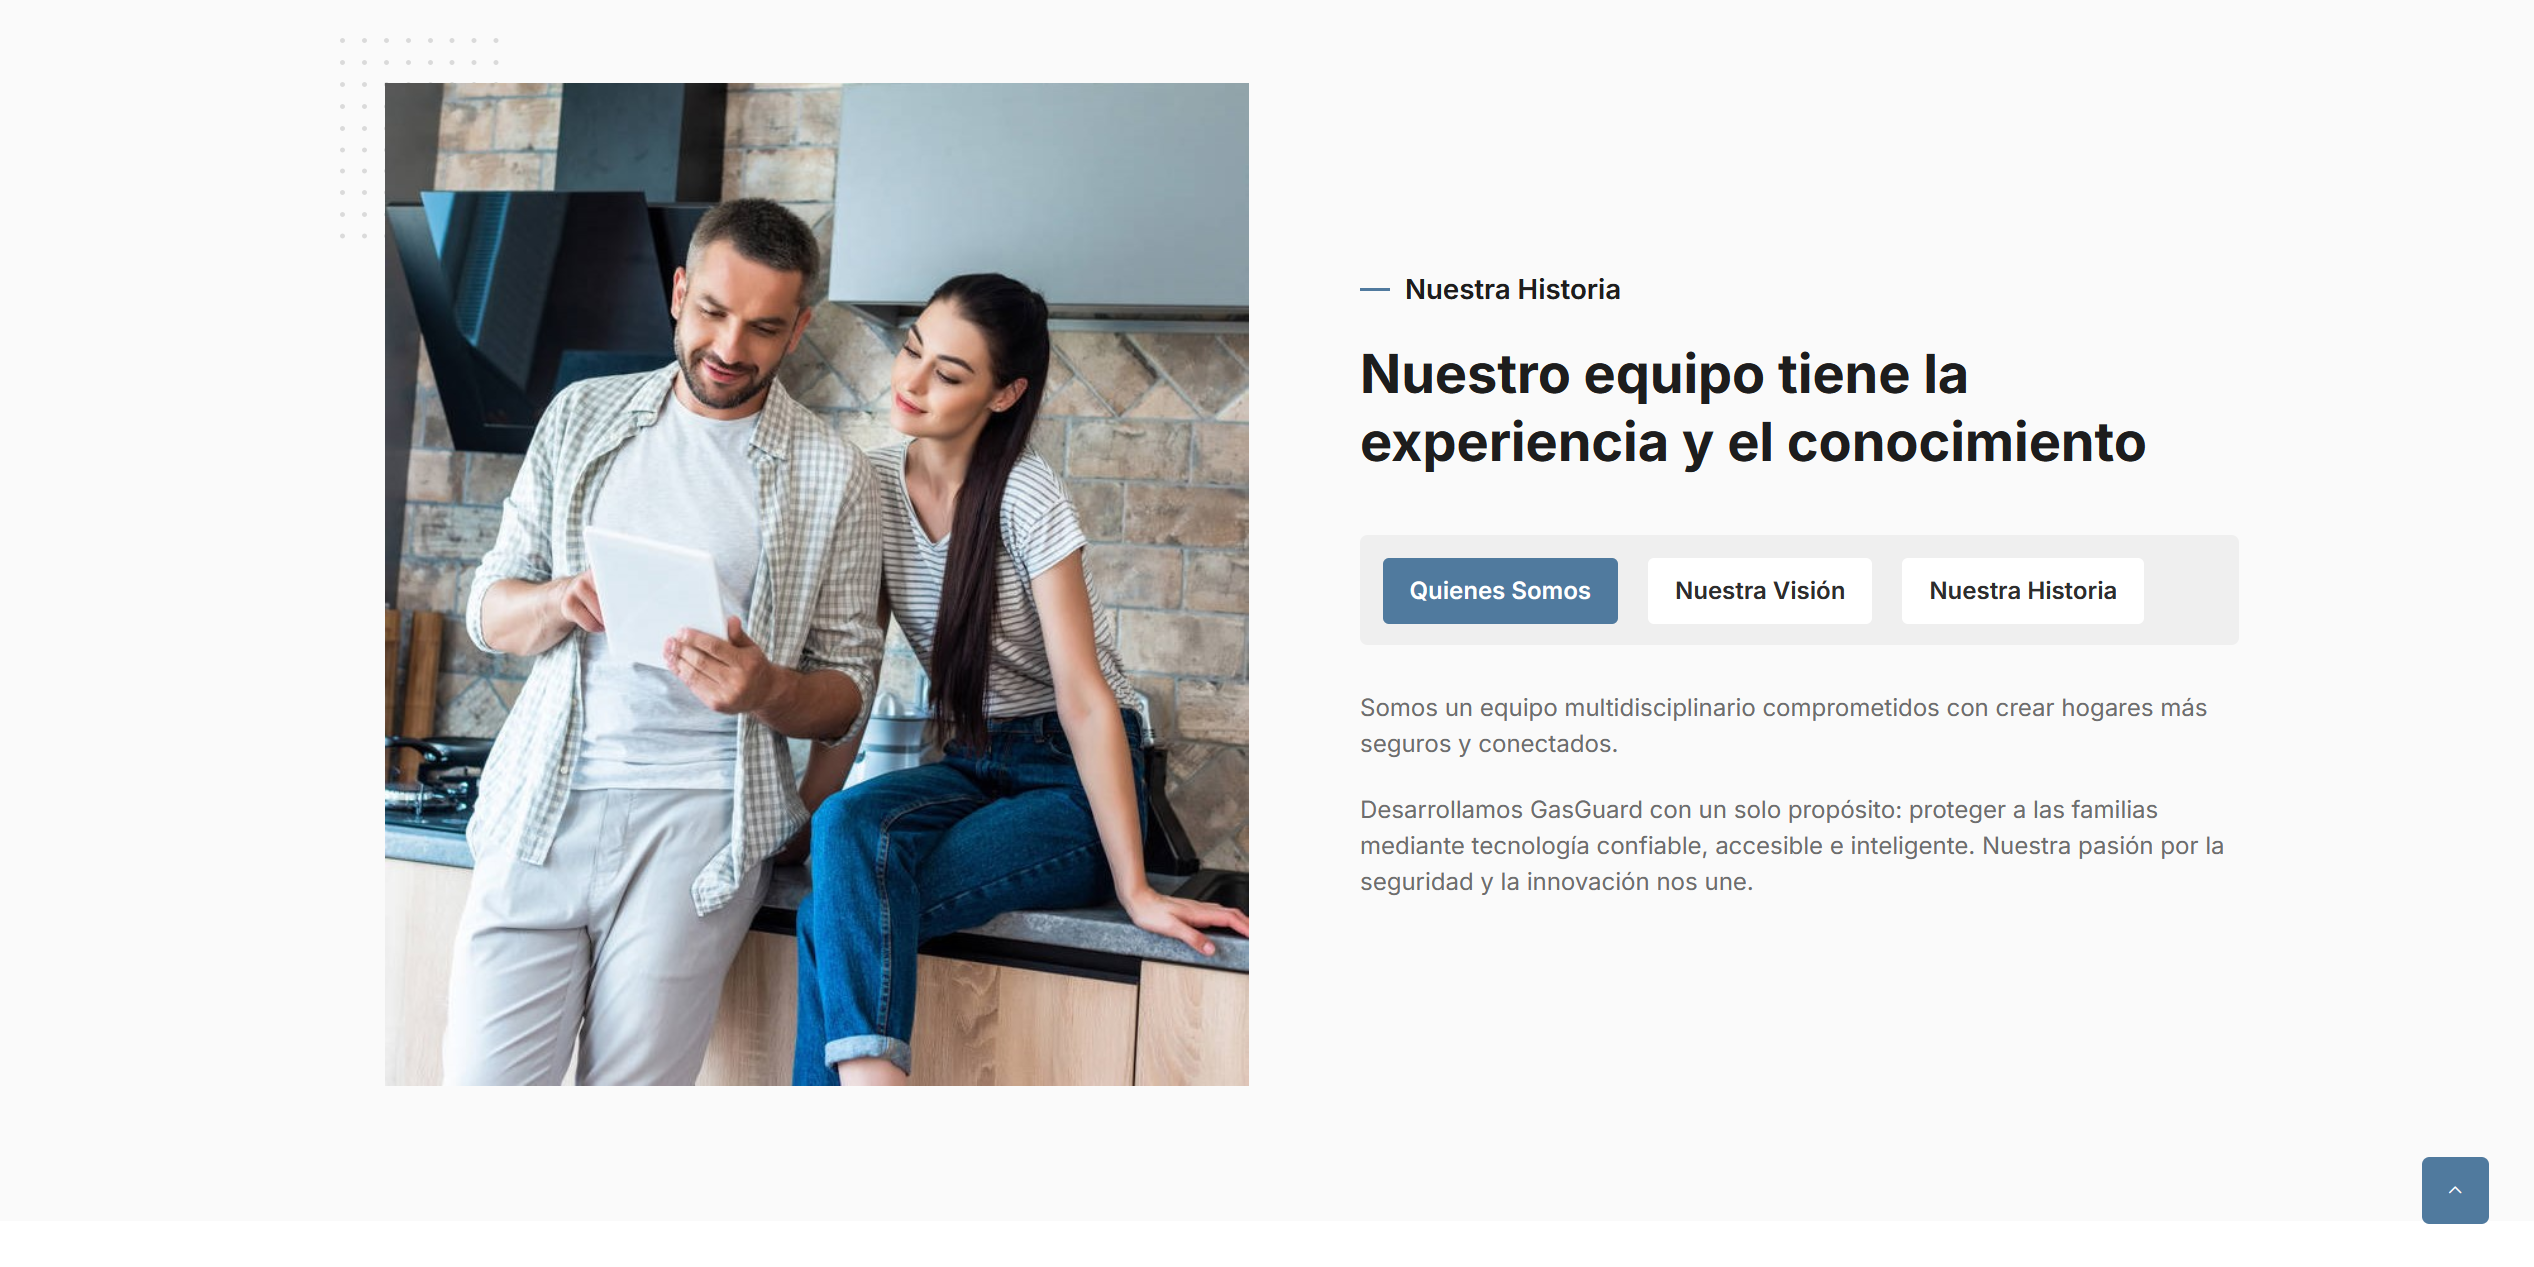 Nuestra Historia
Nuestro equipo tiene la
experiencia y el conocimiento
Quienes Somos
Nuestra Visión
Nuestra Historia
Somos un equipo multidisciplinario comprometidos con crear hogares más
seguros y conectados.
Desarrollamos GasGuard con un solo propósito: proteger a las familias
mediante tecnología confiable, accesible e inteligente. Nuestra pasión por la
seguridad y la innovación nos une.